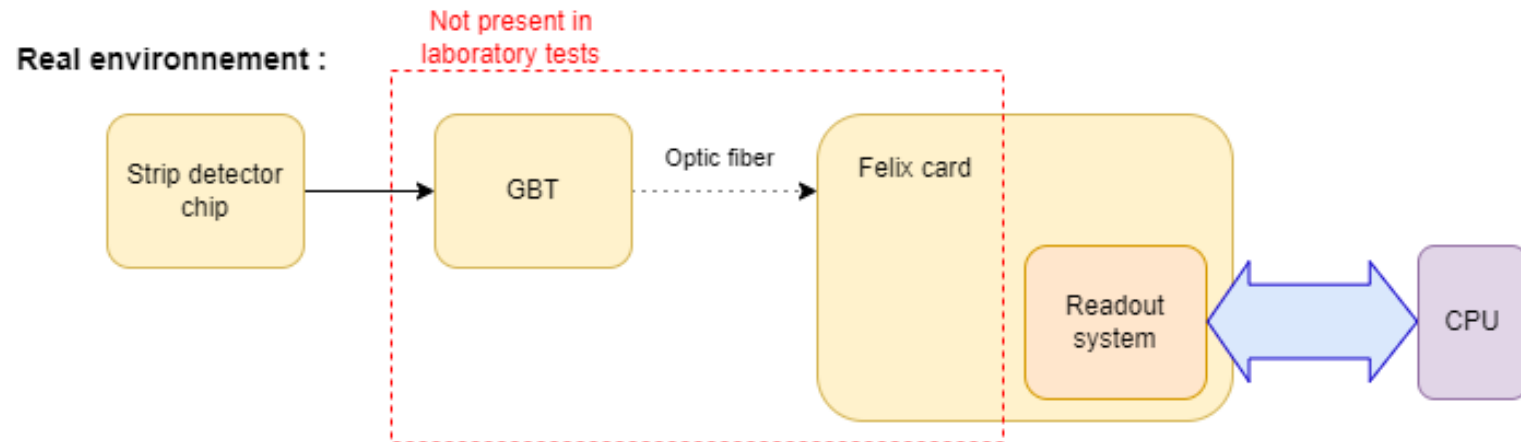 Not present in
laboratory tests
Real environnement :
Strip detector
chip
GBT
Optic fiber
Felix card
Readout
system
CPU